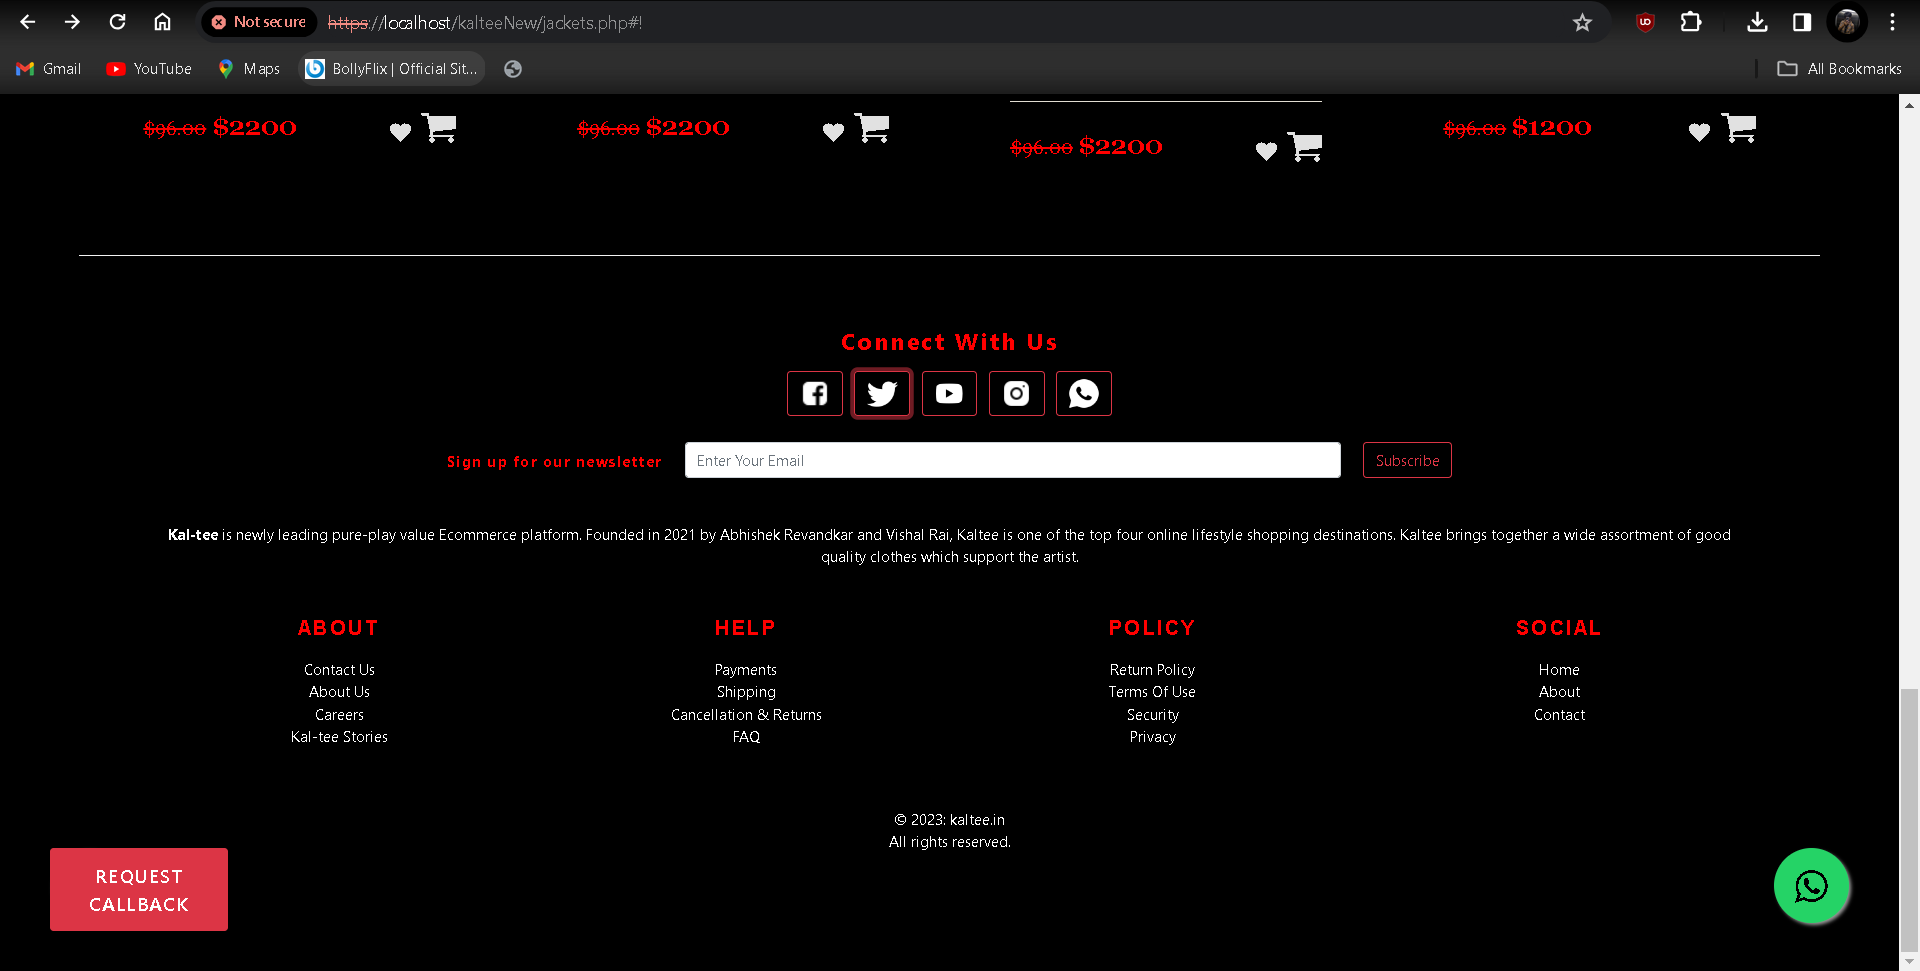 Not secure https://localhost/kalteeNew/jackets.php#!
Gmail YouTube Maps BollyFlix | Official Sit... All Bookmarks
$96.00 $2200 $96.00 $2200 $96.00 $2200 $96.00 $1200
Connect With Us
Sign up for our newsletter Enter Your Email Subscribe
Kal-tee is newly leading pure-play value Ecommerce platform. Founded in 2021 by Abhishek Revandkar and Vishal Rai, Kaltee is one of the top four online lifestyle shopping destinations. Kaltee brings together a wide assortment of good
quality clothes which support the artist.
ABOUT HELP POLICY SOCIAL
Contact Us Payments Return Policy Home
About Us Shipping Terms Of Use About
Careers Cancellation & Returns Security Contact
Kal-tee Stories FAQ Privacy
© 2023: kaltee.in
All rights reserved.
REQUEST
CALLBACK